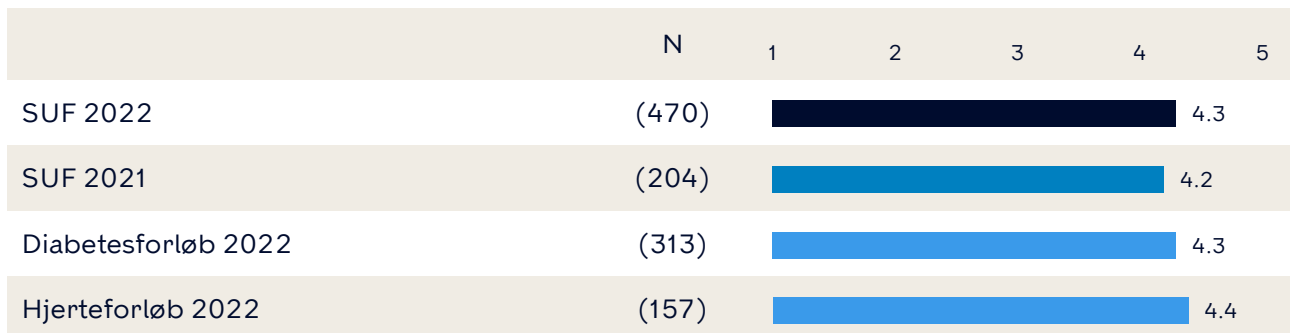 N 1 2 3 4 5
SUF 2022 (470) 4.3
SUF 2021 (204) 4.2
Diabetesforløb 2022 (313) 4.3
Hjerteforløb 2022 (157) 4.4